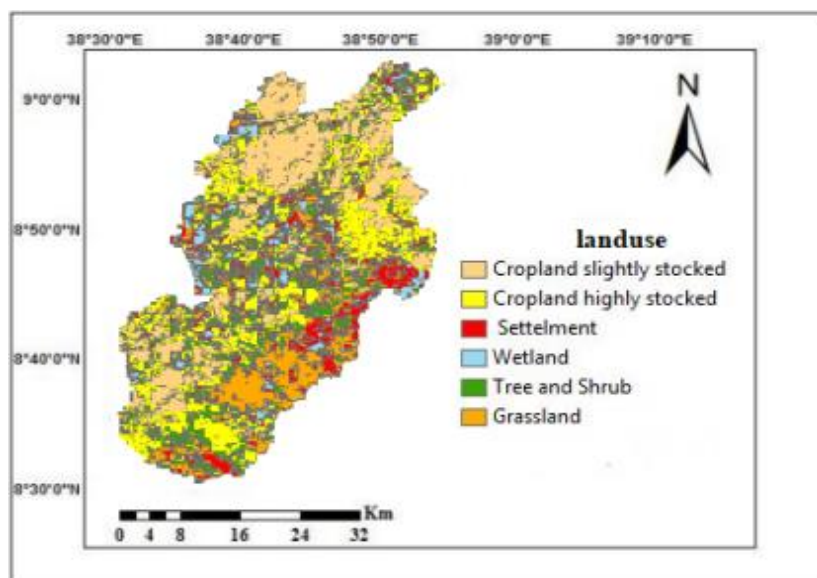 38°30'0"E 38°40'0"E 38°50'0"E 39°0'0"E 39°10'0"E
9°0'0"N
8°50'0"N
8°40'0"N
8°30'0"N
N
landuse
Cropland slightly stocked
Cropland highly stocked
Settelment
Wetland
Tree and Shrub
Grassland
Km
0 4 8 16 24 32